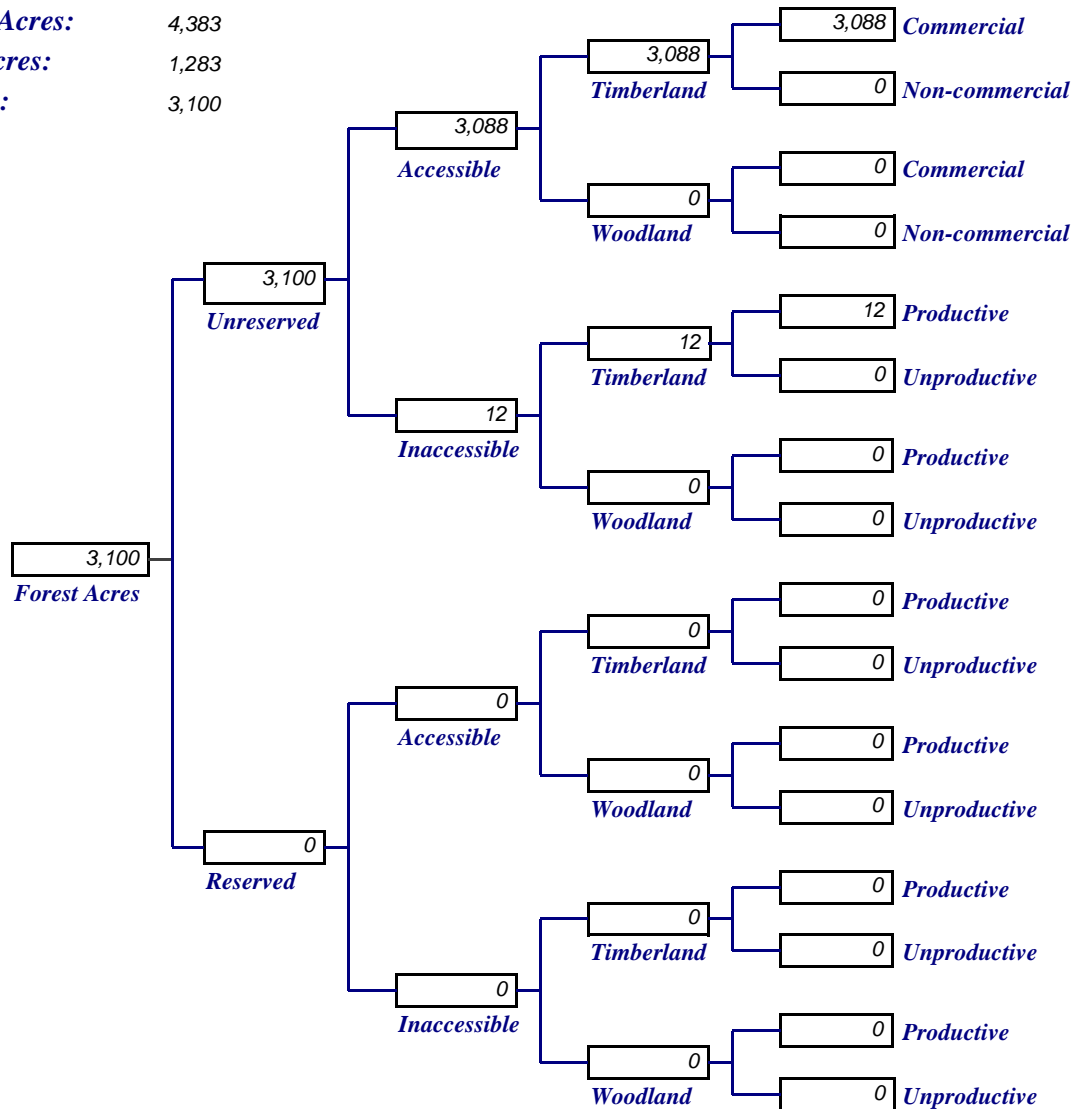 Acres: 4,383
cres: 1,283
: 3,100
3,088 Commercial
3,088
Timberland
0 Non-commercial
3,088
Accessible
0 Commercial
0
Woodland
0 Non-commercial
3,100
Unreserved
12 Productive
12
Timberland
0 Unproductive
12
Inaccessible
0 Productive
0
Woodland
0 Unproductive
3,100
Forest Acres
0 Productive
0
Timberland
0 Unproductive
0
Accessible
0 Productive
0
Woodland
0 Unproductive
0
Reserved
0 Productive
0
Timberland
0 Unproductive
0
Inaccessible
0 Productive
0
Woodland
0 Unproductive